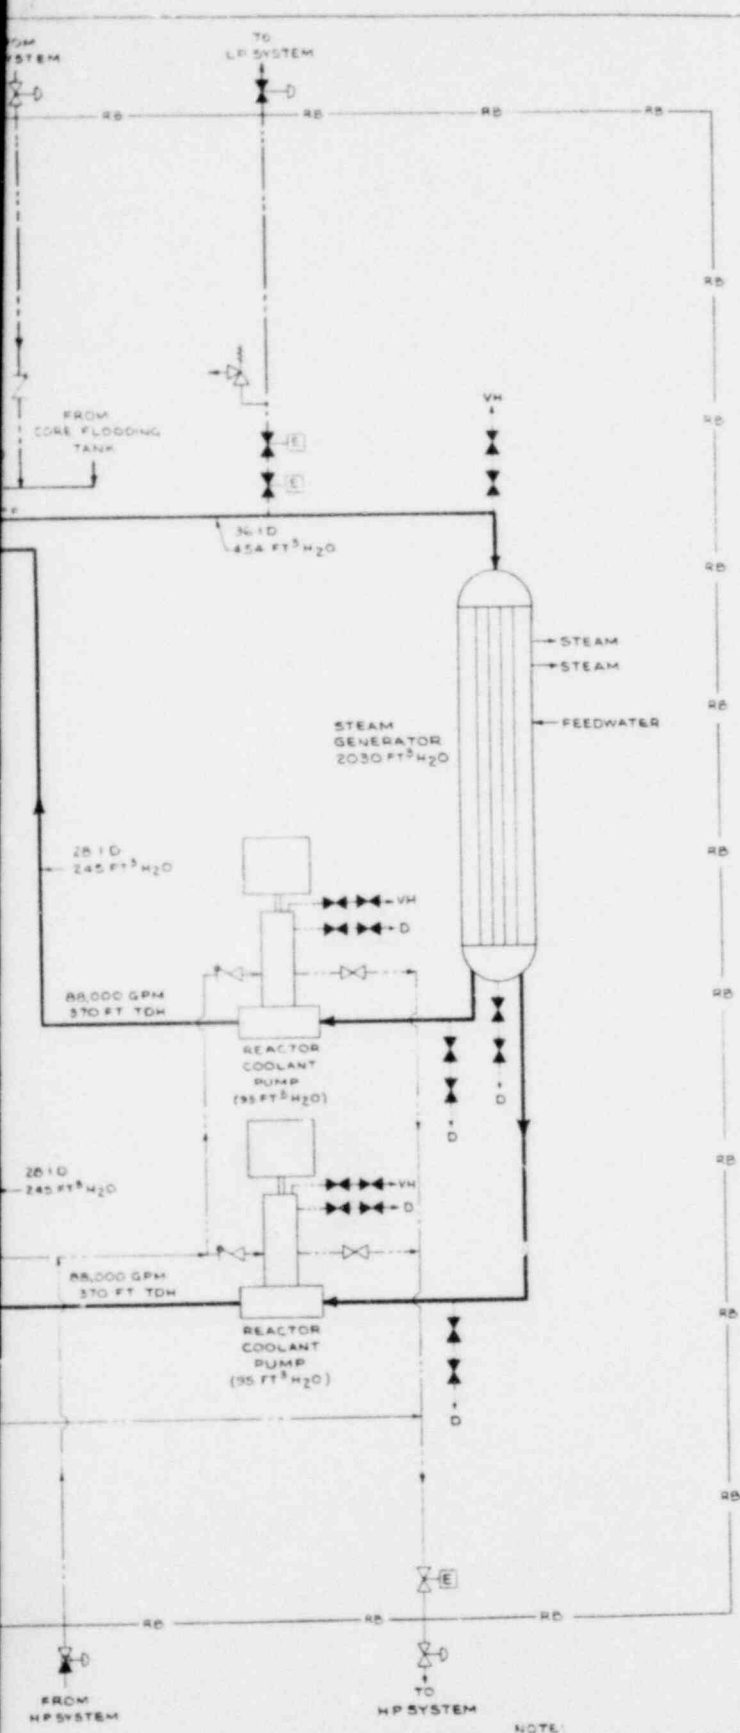 TO
LP SYSTEM
RB
RB
RB
RB
RB
VH
RB
FROM
CORE FLOODING
TANK
E
E
36 ID
454 FT³ H₂O
RB
STEAM
STEAM
STEAM
GENERATOR
2030 FT³ H₂O
FEEDWATER
RB
28 ID
245 FT³ H₂O
RB
VH
D
88,000 GPM
370 FT TDH
RB
REACTOR
COOLANT
PUMP
(95 FT³ H₂O)
D
D
28 ID
245 FT³ H₂O
RB
VH
D
88,000 GPM
370 FT TDH
RB
REACTOR
COOLANT
PUMP
(95 FT³ H₂O)
D
RB
E
RB
RB
RB
FROM
HP SYSTEM
TO
HP SYSTEM
NOTE: